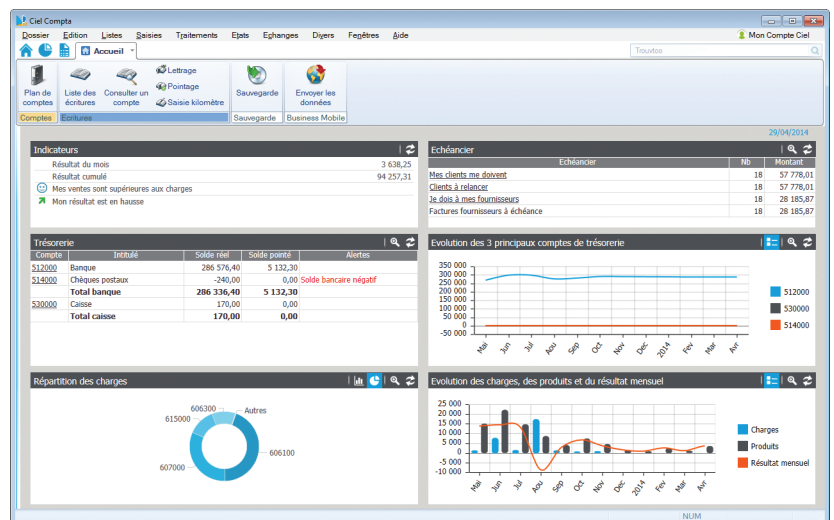 Ciel Compta
Dossier Edition Listes Saisies Traitements Etats Echanges Divers Fenêtres Aide Mon Compte Ciel
Accueil Trouvtoo
Lettrage
Pointage
Saisie kilomètre
Plan de comptes
Liste des écritures
Consulter un compte
Sauvegarde
Envoyer les données
Comptes Ecritures Sauvegarde Business Mobile
29/04/2014
Indicateurs
Résultat du mois 3 638,25
Résultat cumulé 94 257,31
Mes ventes sont supérieures aux charges
Mon résultat est en hausse
Echéancier
Echéancier Nb Montant
Mes clients me doivent 18 57 778,01
Clients à relancer 18 57 778,01
Je dois à mes fournisseurs 18 28 185,87
Factures fournisseurs à échéance 18 28 185,87
Trésorerie
Compte Intitulé Solde réel Solde pointé Alertes
512000 Banque 286 576,40 5 132,30
514000 Chèques postaux -240,00 0,00 Solde bancaire négatif
Total banque 286 336,40 5 132,30
530000 Caisse 170,00 0,00
Total caisse 170,00 0,00
Evolution des 3 principaux comptes de trésorerie
350 000
300 000
250 000
200 000
150 000
100 000
50 000
0
-50 000
Mai Jun Jul Aou Sep Oct Nov Dec 2014 Fev Mar Avr
512000
530000
514000
Répartition des charges
606300 Autres
615000
606100
607000
Evolution des charges, des produits et du résultat mensuel
25 000
20 000
15 000
10 000
5 000
0
-5 000
-10 000
Mai Jun Jul Aou Sep Oct Nov Dec 2014 Fev Mar Avr
Charges
Produits
Résultat mensuel
NUM